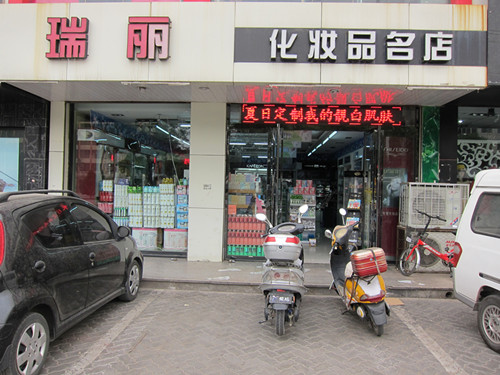 瑞丽
化妆品名店
夏日定制我的靓白肌肤